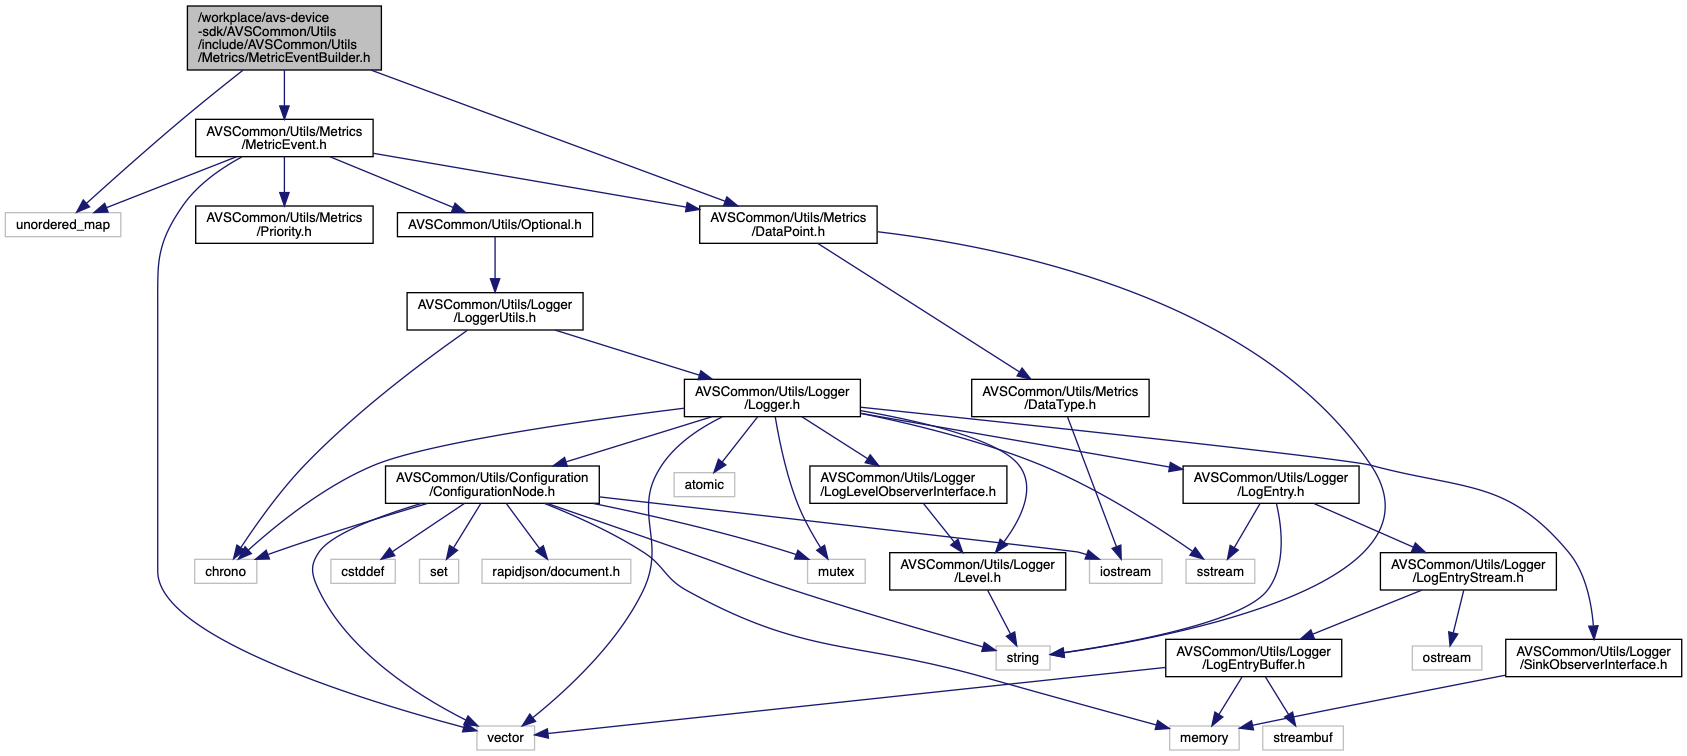 /workplace/avs-device
-sdk/AVSCommon/Utils
/include/AVSCommon/Utils
/Metrics/MetricEventBuilder.h
AVSCommon/Utils/Metrics
/MetricEvent.h
unordered_map
AVSCommon/Utils/Metrics
/Priority.h
AVSCommon/Utils/Optional.h
AVSCommon/Utils/Metrics
/DataPoint.h
AVSCommon/Utils/Logger
/LoggerUtils.h
AVSCommon/Utils/Logger
/Logger.h
AVSCommon/Utils/Metrics
/DataType.h
AVSCommon/Utils/Configuration
/ConfigurationNode.h
atomic
AVSCommon/Utils/Logger
/LogLevelObserverInterface.h
AVSCommon/Utils/Logger
/LogEntry.h
chrono
cstddef
set
rapidjson/document.h
mutex
AVSCommon/Utils/Logger
/Level.h
iostream
sstream
AVSCommon/Utils/Logger
/LogEntryStream.h
string
AVSCommon/Utils/Logger
/LogEntryBuffer.h
ostream
AVSCommon/Utils/Logger
/SinkObserverInterface.h
vector
memory
streambuf